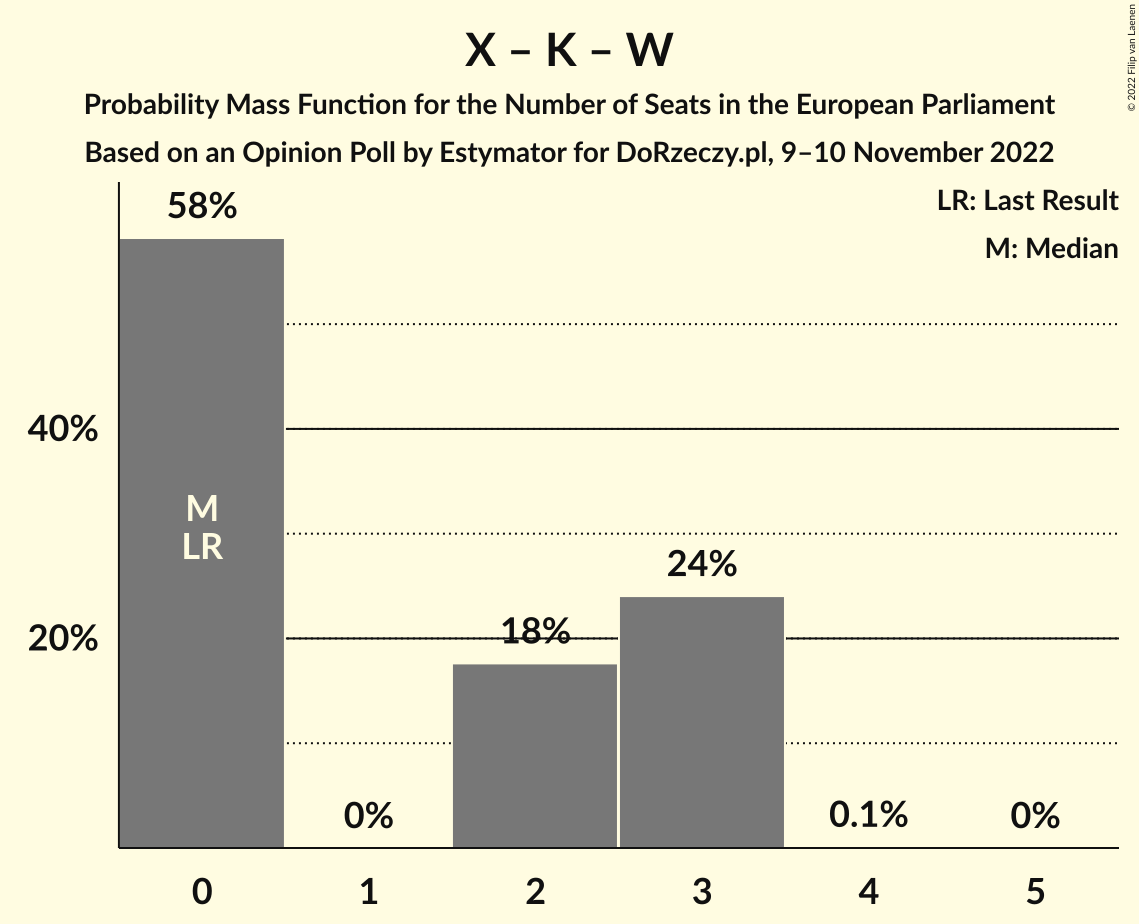 X – K – W
Probability Mass Function for the Number of Seats in the European Parliament
Based on an Opinion Poll by Estymator for DoRzeczy.pl, 9–10 November 2022
© 2022 Filip van Laenen
LR: Last Result
M: Median
58%
40%
M
LR
24%
20%
18%
0%
0.1%
0%
0
1
2
3
4
5